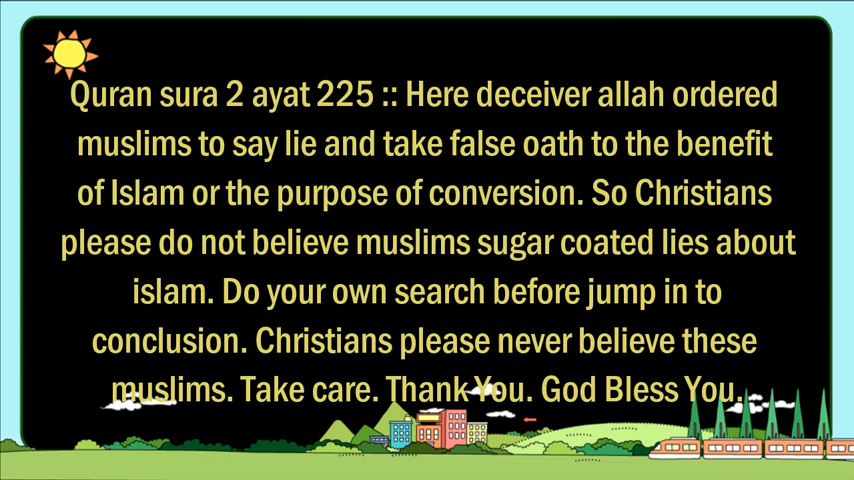 Quran sura 2 ayat 225 :: Here deceiver allah ordered
muslims to say lie and take false oath to the benefit
of Islam or the purpose of conversion. So Christians
please do not believe muslims sugar coated lies about
islam. Do your own search before jump in to
conclusion. Christians please never believe these
muslims. Take care. Thank You. God Bless You.